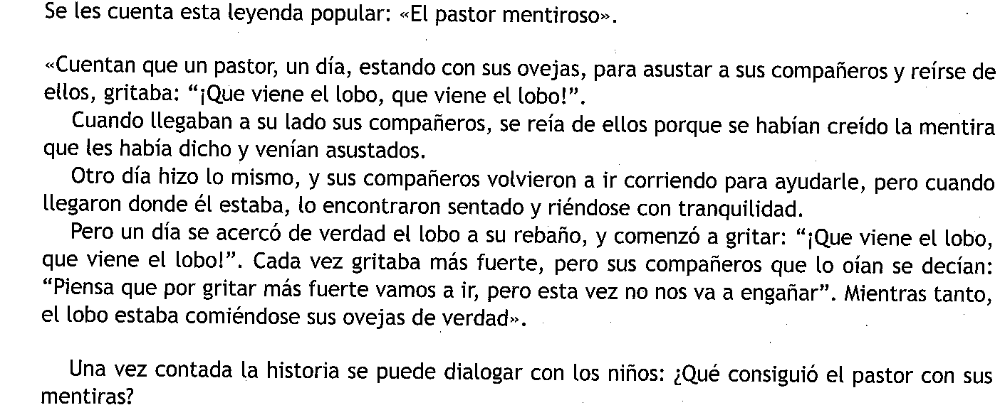 Se les cuenta esta leyenda popular: «El pastor mentiroso».
«Cuentan que un pastor, un día, estando con sus ovejas, para asustar a sus compañeros y reírse de
ellos, gritaba: “¡Que viene el lobo, que viene el lobo!”.
Cuando llegaban a su lado sus compañeros, se reía de ellos porque se habían creído la mentira
que les había dicho y venían asustados.
Otro día hizo lo mismo, y sus compañeros volvieron a ir corriendo para ayudarle, pero cuando
llegaron donde él estaba, lo encontraron sentado y riéndose con tranquilidad.
Pero un día se acercó de verdad el lobo a su rebaño, y comenzó a gritar: “¡Que viene el lobo,
que viene el lobo!”. Cada vez gritaba más fuerte, pero sus compañeros que lo oían se decían:
“Piensa que por gritar más fuerte vamos a ir, pero esta vez no nos va a engañar”. Mientras tanto,
el lobo estaba comiéndose sus ovejas de verdad».
Una vez contada la historia se puede dialogar con los niños: ¿Qué consiguió el pastor con sus
mentiras?